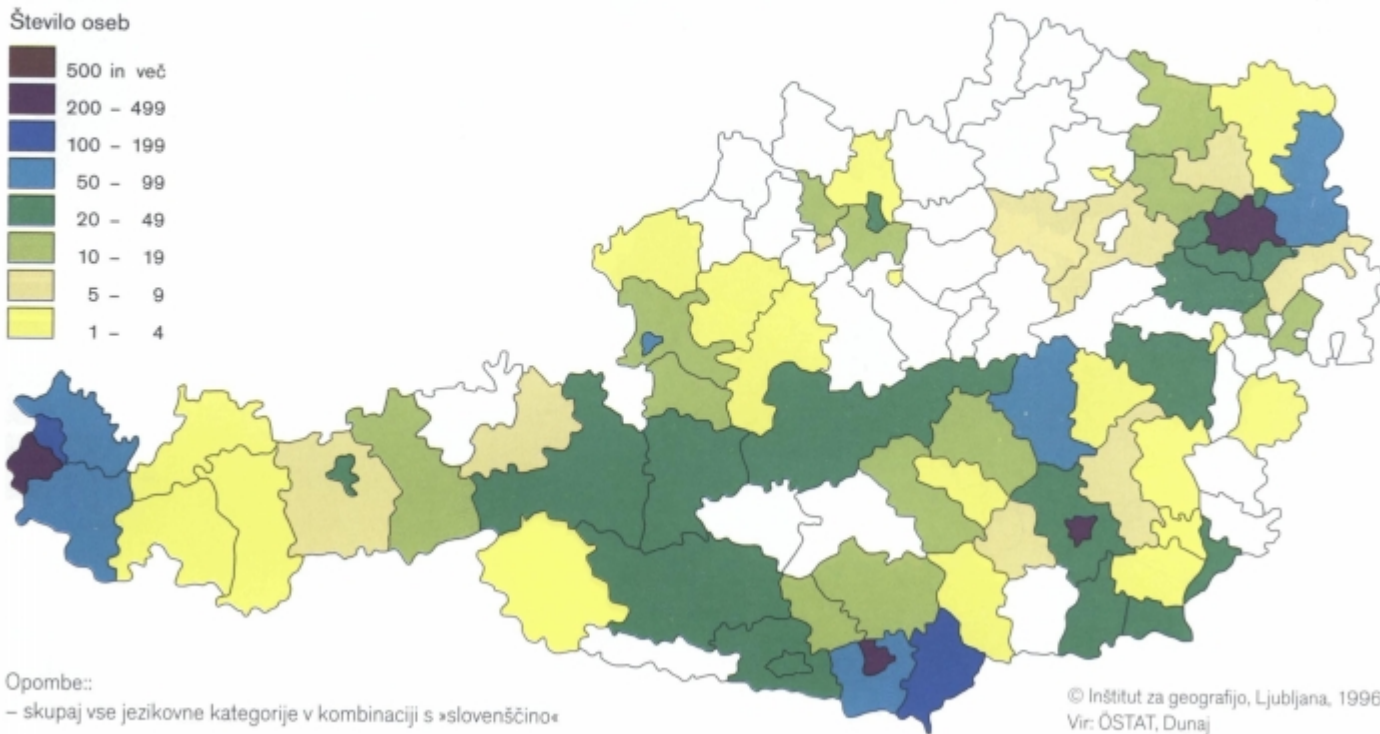 Število oseb
500 in več
200 – 499
100 – 199
50 – 99
20 – 49
10 – 19
5 – 9
1 – 4
Opombe::
– skupaj vse jezikovne kategorije v kombinaciji s »slovenščino«
© Inštitut za geografijo, Ljubljana, 1996
Vir: ÖSTAT, Dunaj